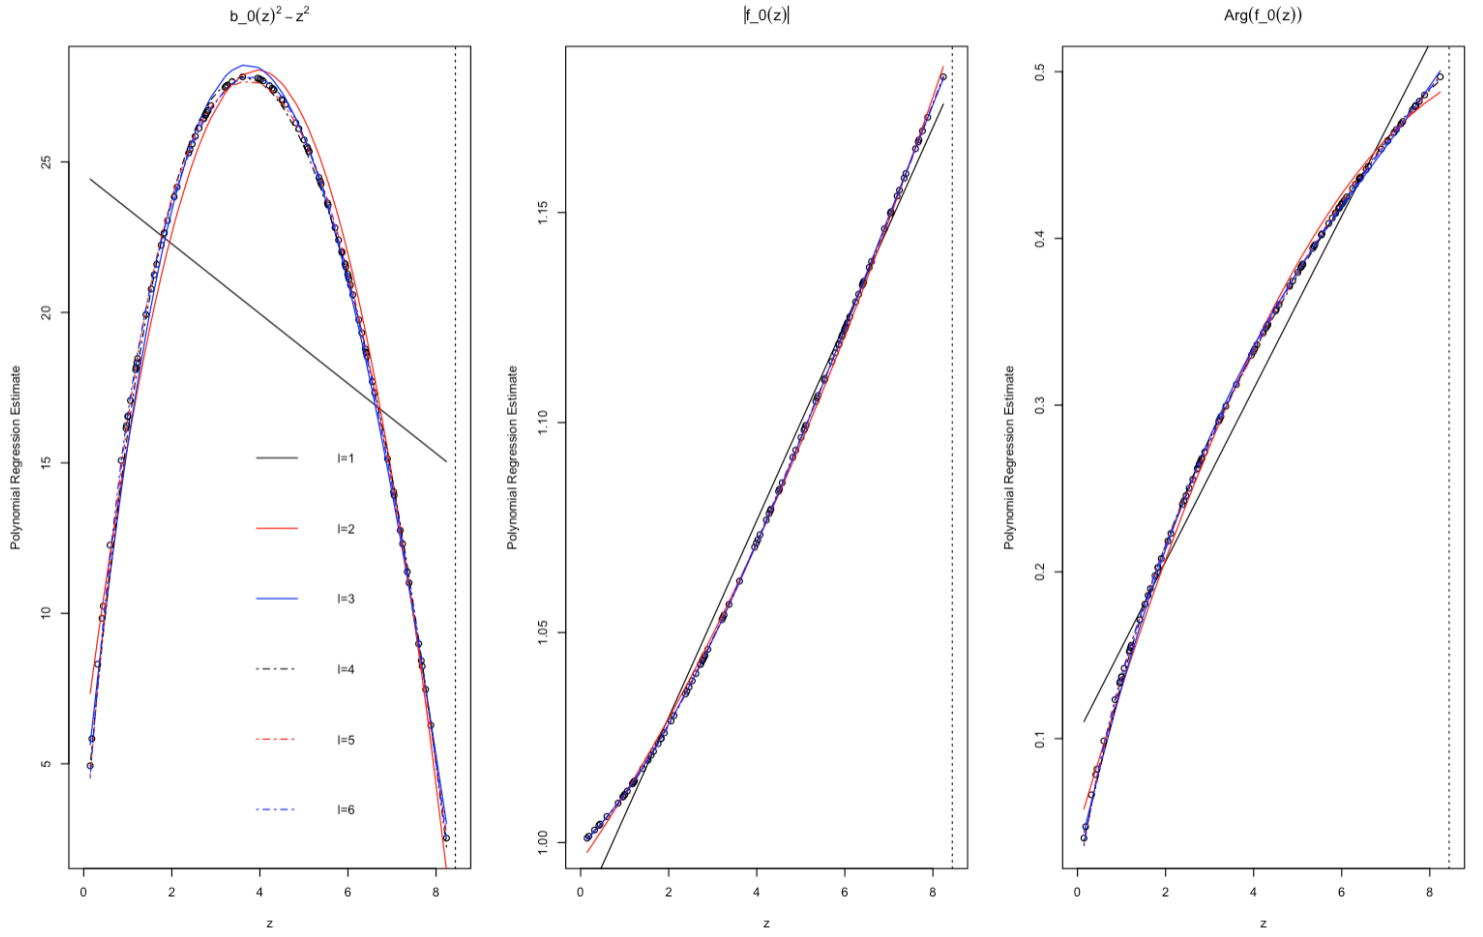 b_0(z)² − z²
Polynomial Regression Estimate
25
20
15
10
5
0 2 4 6 8
z
l=1
l=2
l=3
l=4
l=5
l=6
|f_0(z)|
Polynomial Regression Estimate
1.15
1.10
1.05
1.00
0 2 4 6 8
z
Arg(f_0(z))
Polynomial Regression Estimate
0.5
0.4
0.3
0.2
0.1
0 2 4 6 8
z